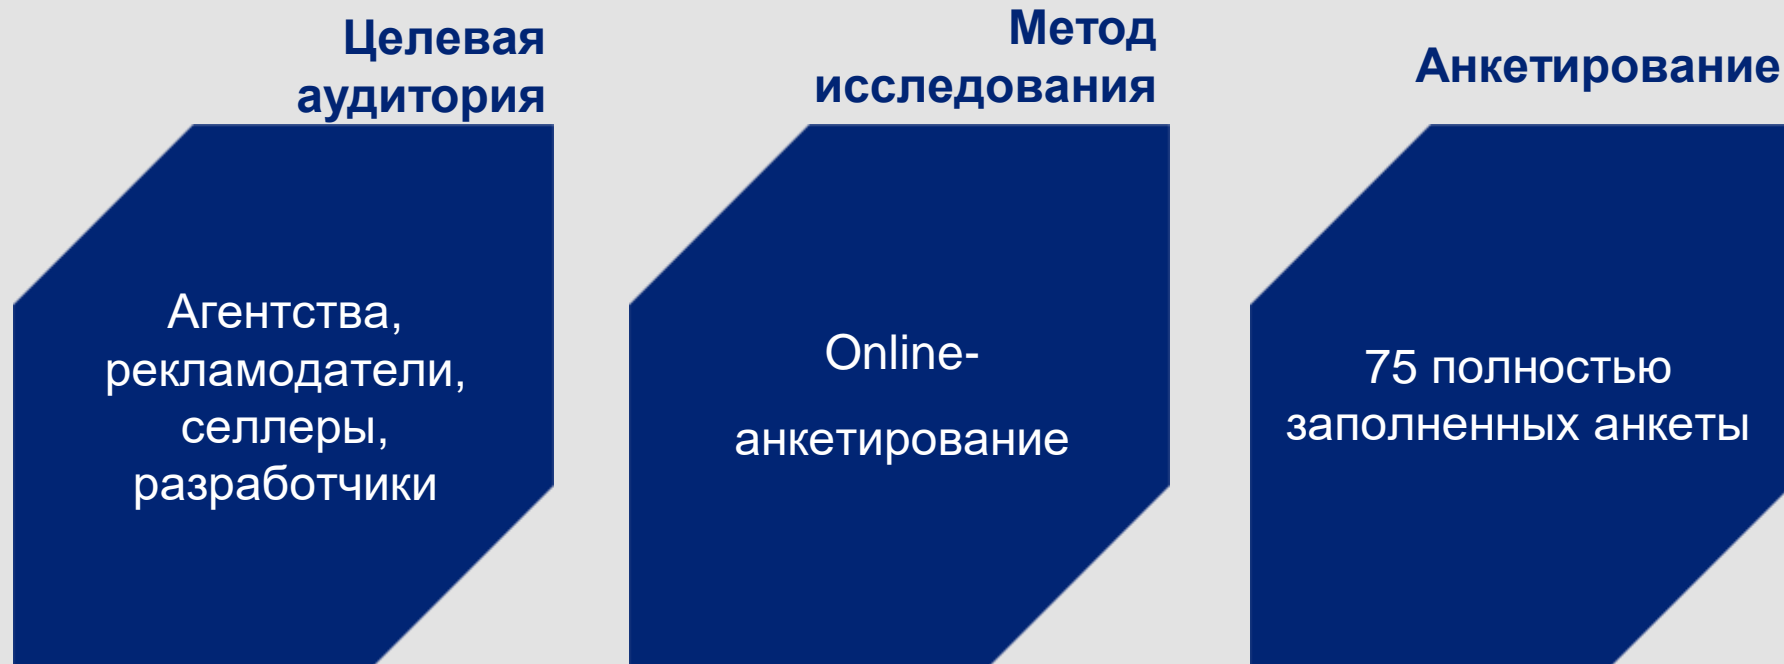 Целевая
аудитория
Агентства,
рекламодатели,
селлеры,
разработчики
Метод
исследования
Online-
анкетирование
Анкетирование
75 полностью
заполненных анкеты